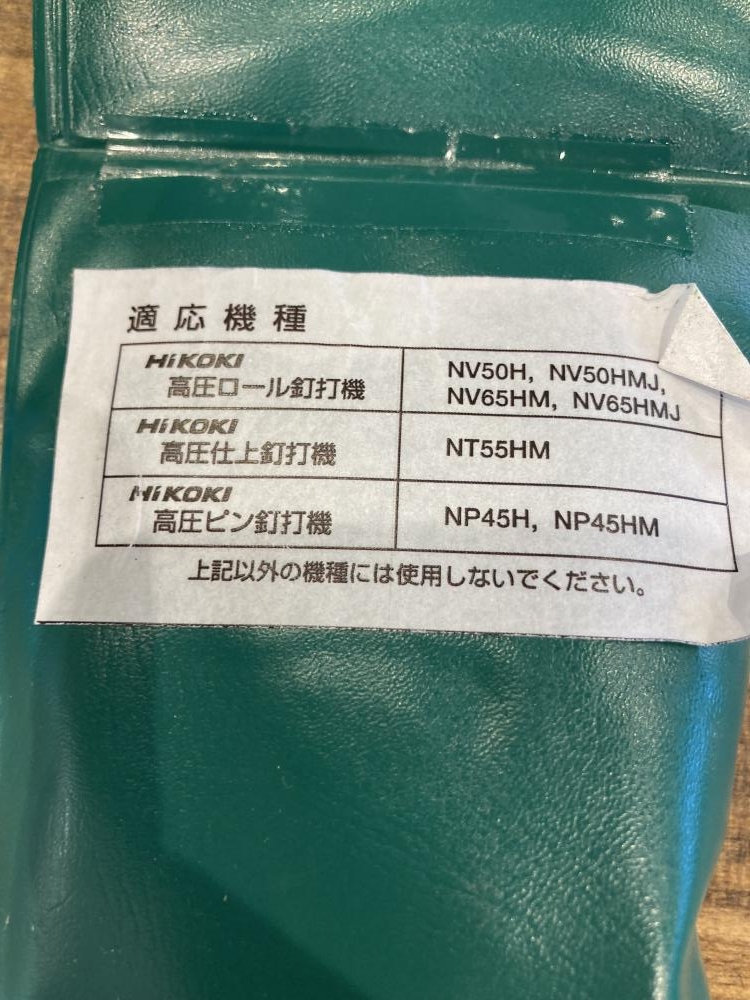 適応機種
HiKOKI
高圧ロール釘打機
NV50H, NV50HMJ,
NV65HM, NV65HMJ
HiKOKI
高圧仕上釘打機
NT55HM
HiKOKI
高圧ピン釘打機
NP45H, NP45HM
上記以外の機種には使用しないでください。